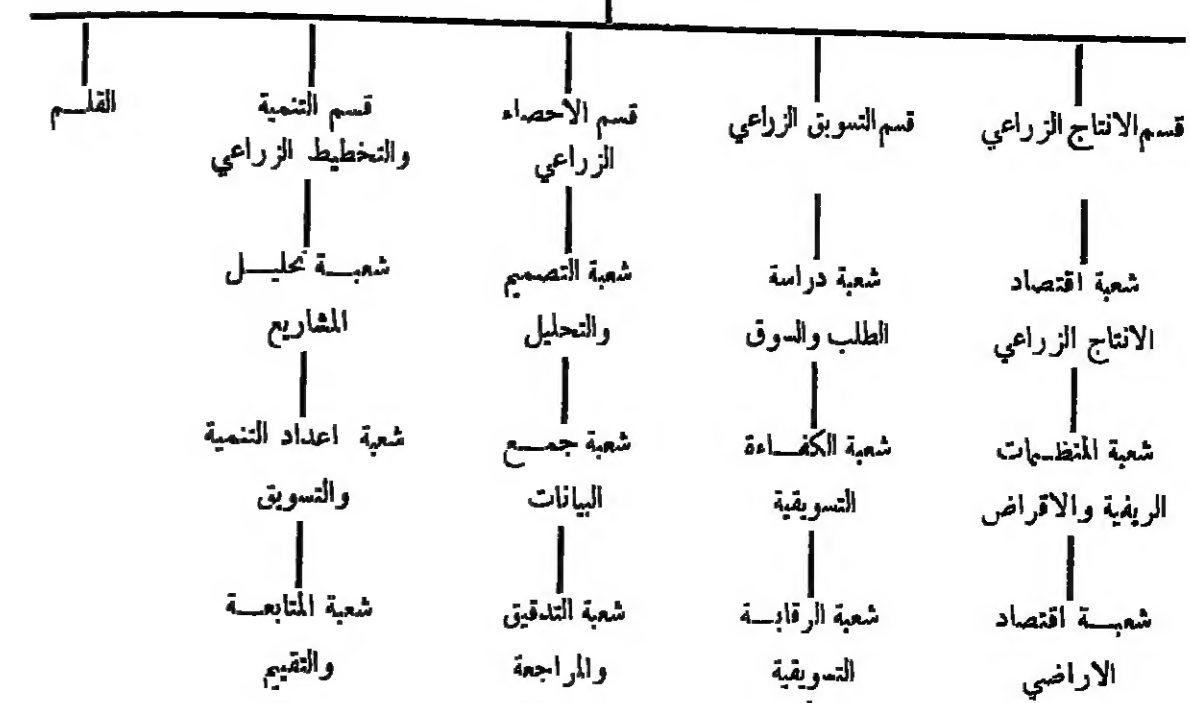 قسم الانتاج الزراعي
شعبة اقتصاد
الانتاج الزراعي
شعبة المنظمات
الريفية والاقراض
شعبة اقتصاد
الاراضي
قسم التسويق الزراعي
شعبة دراسة
الطلب والسوق
شعبة الكفاءة
التسويقية
شعبة الرقابة
التسويقية
قسم الاحصاء
الزراعي
شعبة التصميم
والتحليل
شعبة جمع
البيانات
شعبة التدقيق
والمراجعة
قسم التنمية
والتخطيط الزراعي
شعبة تحليل
المشاريع
شعبة اعداد التنمية
والتسويق
شعبة المتابعة
والتقييم
القلم